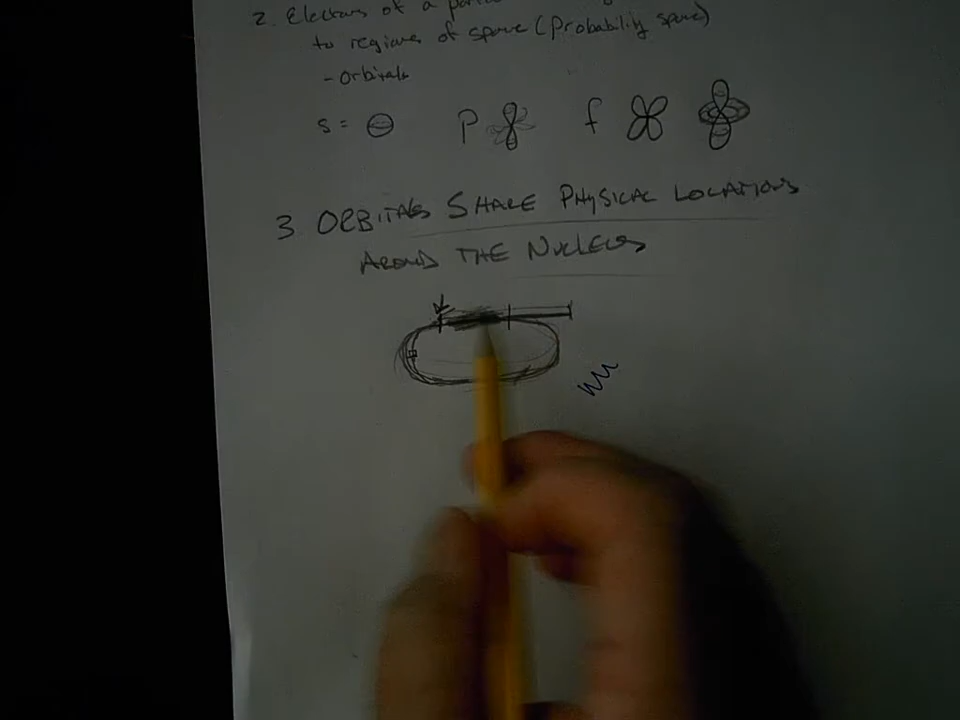 2. Electrons of a
to regions of space (Probability space)
- Orbitals
s =
P
f
3 ORBITALS SHARE PHYSICAL LOCATIONS
AROUND THE NUCLEUS